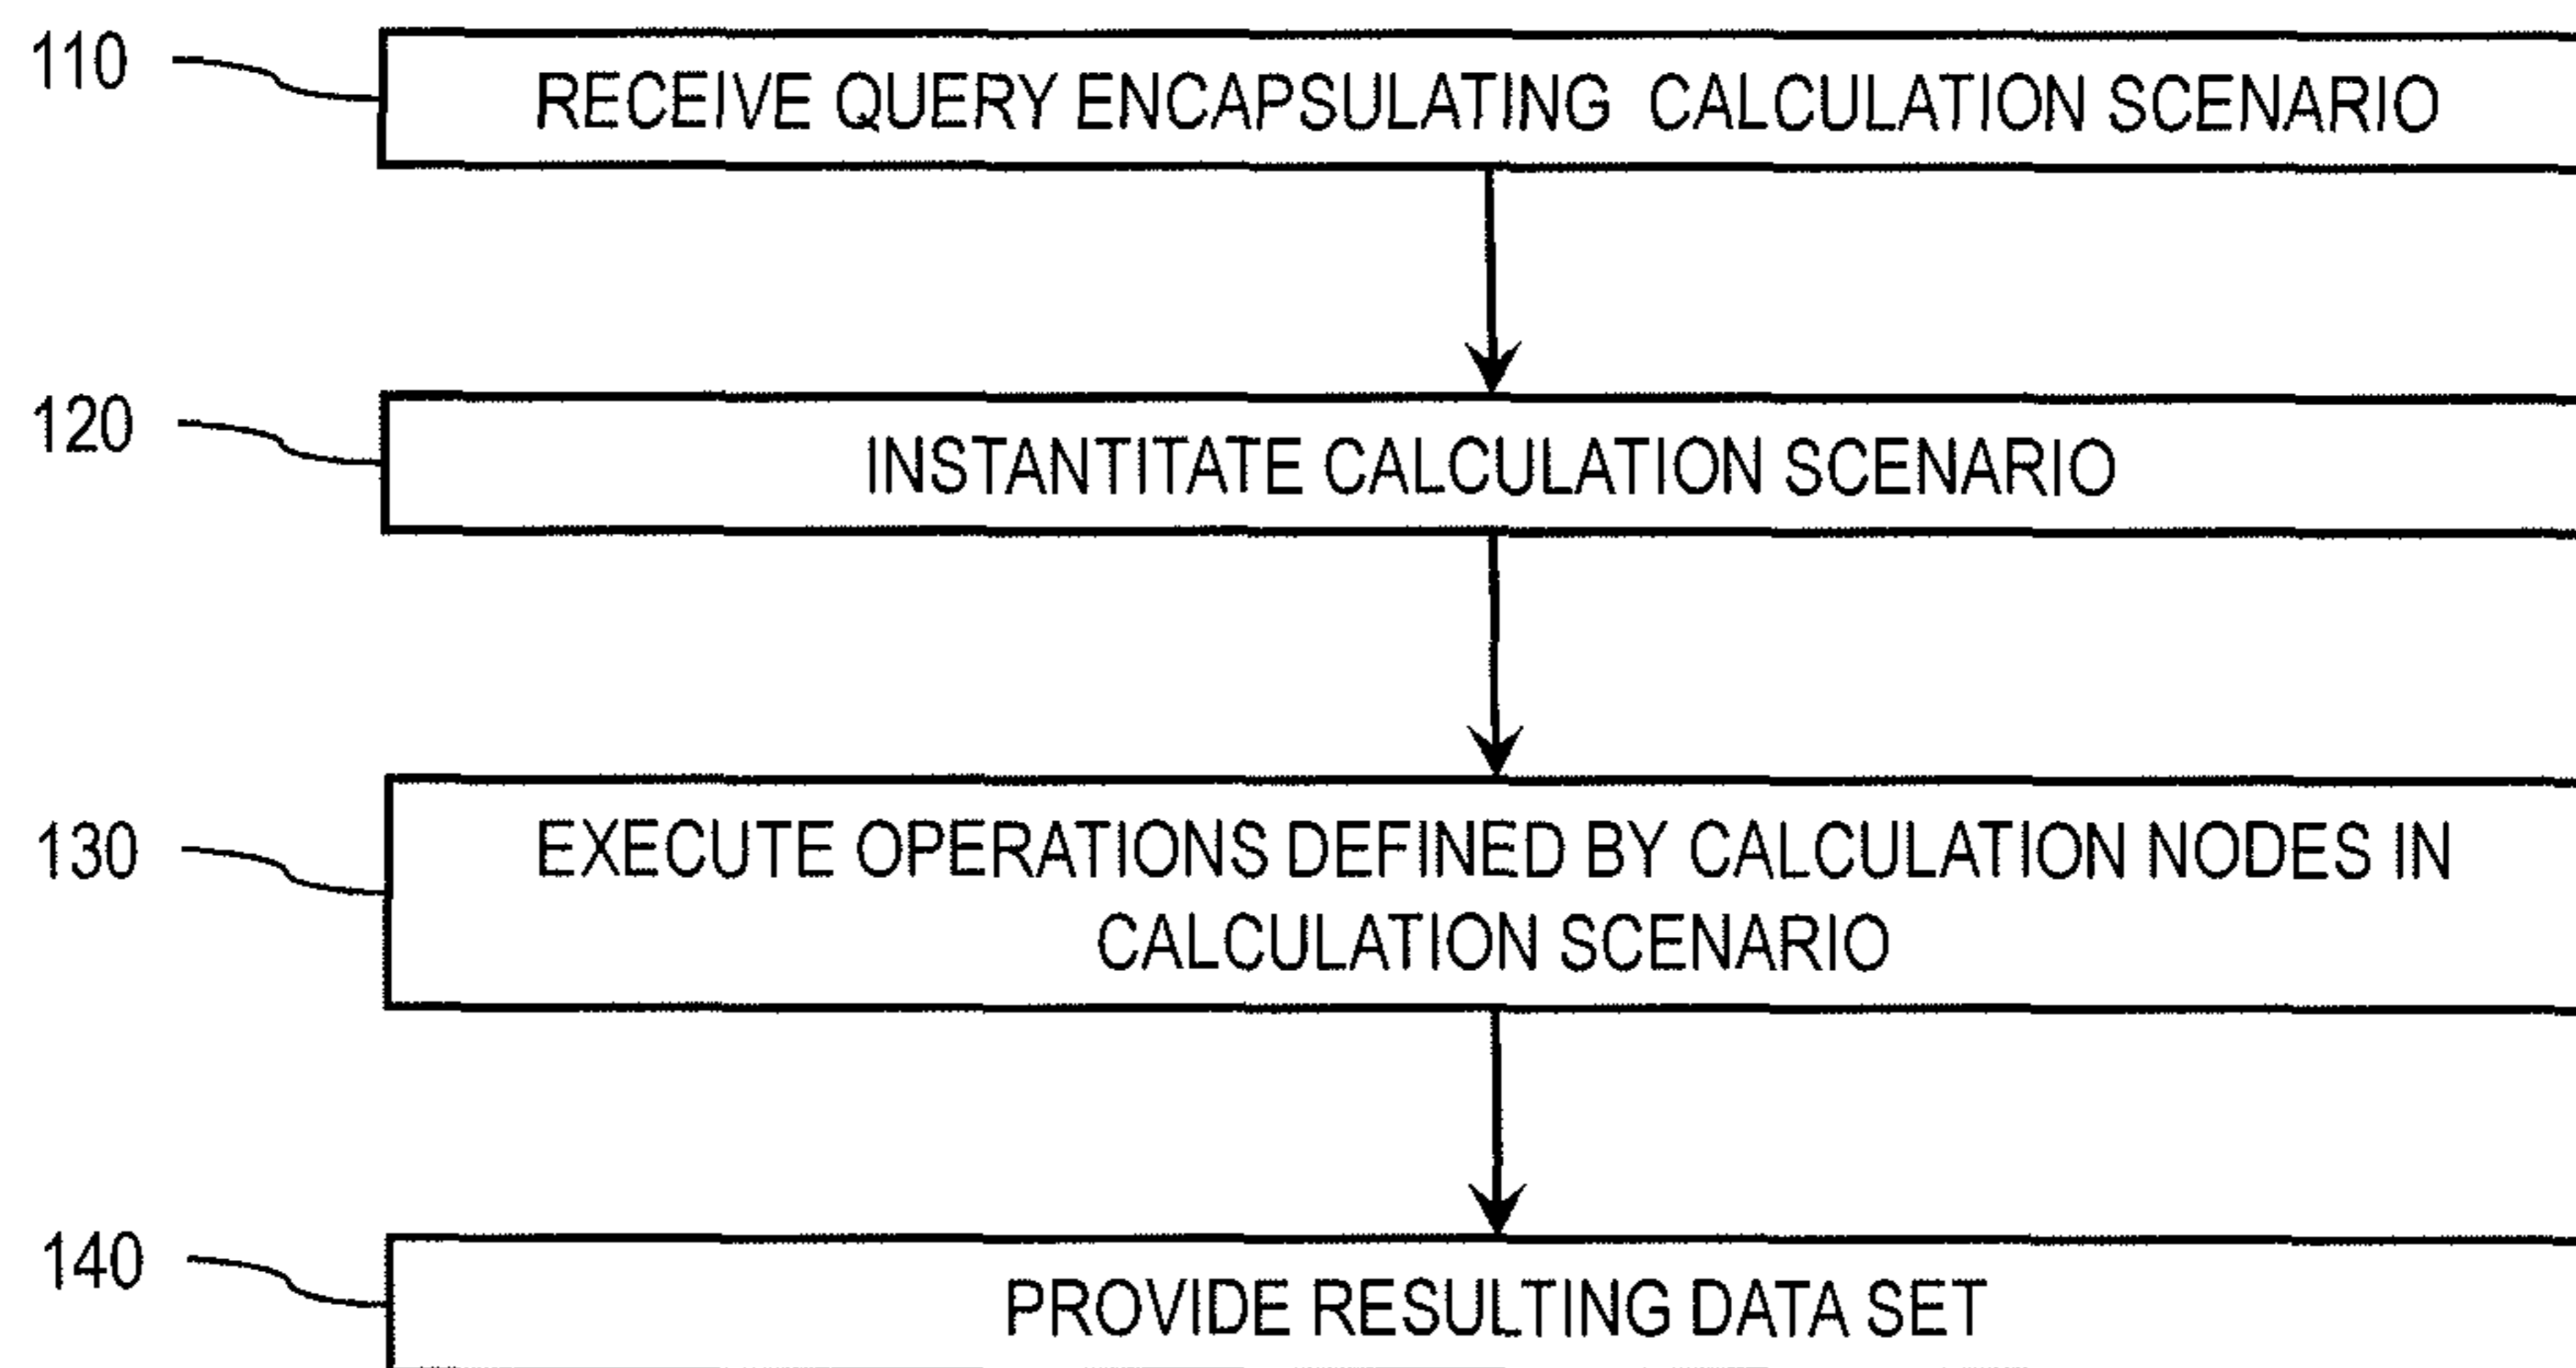 110
RECEIVE QUERY ENCAPSULATING CALCULATION SCENARIO
120
INSTANTITATE CALCULATION SCENARIO
130
EXECUTE OPERATIONS DEFINED BY CALCULATION NODES IN
CALCULATION SCENARIO
140
PROVIDE RESULTING DATA SET